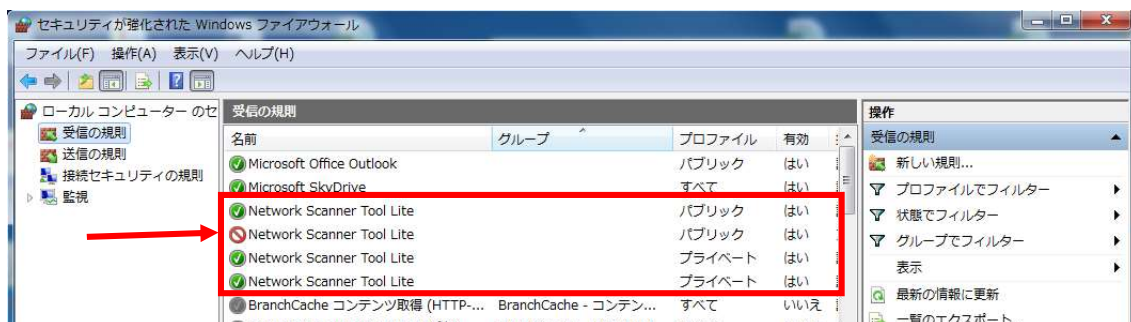 セキュリティが強化された Windows ファイアウォール
ファイル(F) 操作(A) 表示(V) ヘルプ(H)
ローカル コンピューター のセ
受信の規則
送信の規則
接続セキュリティの規則
監視
受信の規則
名前 グループ プロファイル 有効
Microsoft Office Outlook パブリック はい
Microsoft SkyDrive すべて はい
Network Scanner Tool Lite パブリック はい
Network Scanner Tool Lite パブリック はい
Network Scanner Tool Lite プライベート はい
Network Scanner Tool Lite プライベート はい
BranchCache コンテンツ取得 (HTTP-... BranchCache - コンテン... すべて いいえ
操作
受信の規則
新しい規則...
プロファイルでフィルター
状態でフィルター
グループでフィルター
表示
最新の情報に更新
一覧のエクスポート...